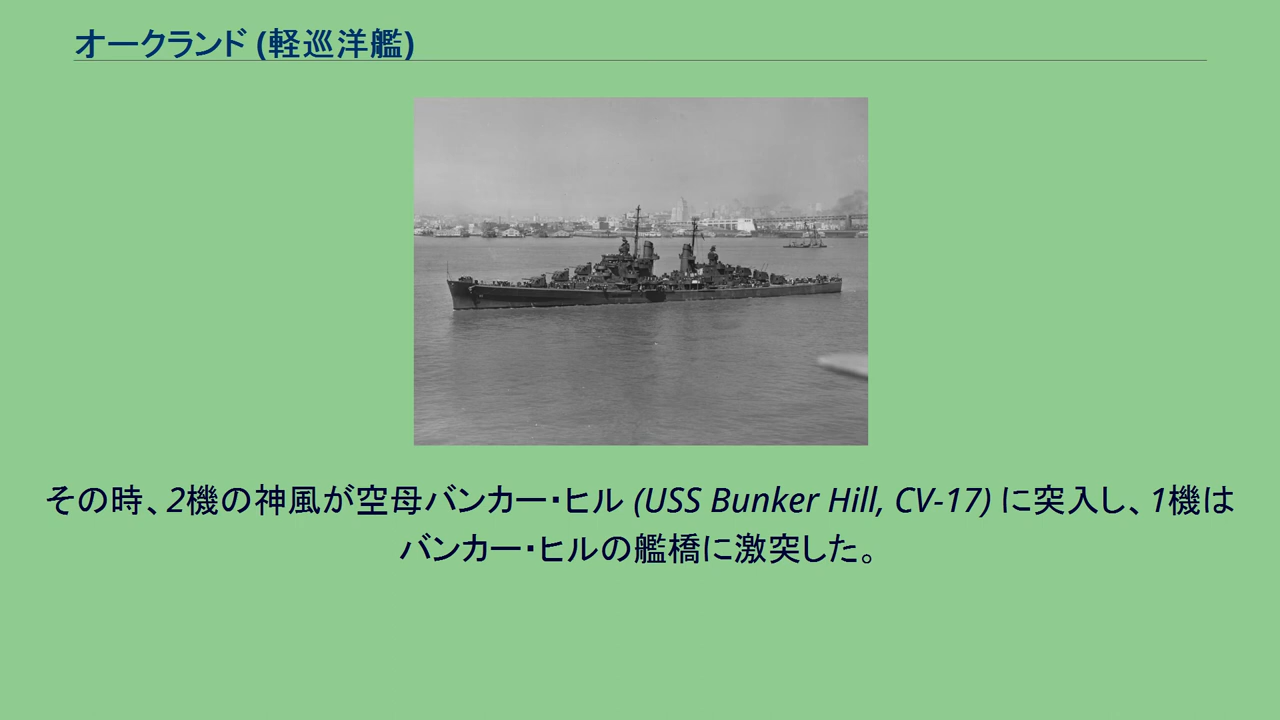 オークランド (軽巡洋艦)
その時、2機の神風が空母バンカー・ヒル (USS Bunker Hill, CV-17) に突入し、1機は
バンカー・ヒルの艦橋に激突した。